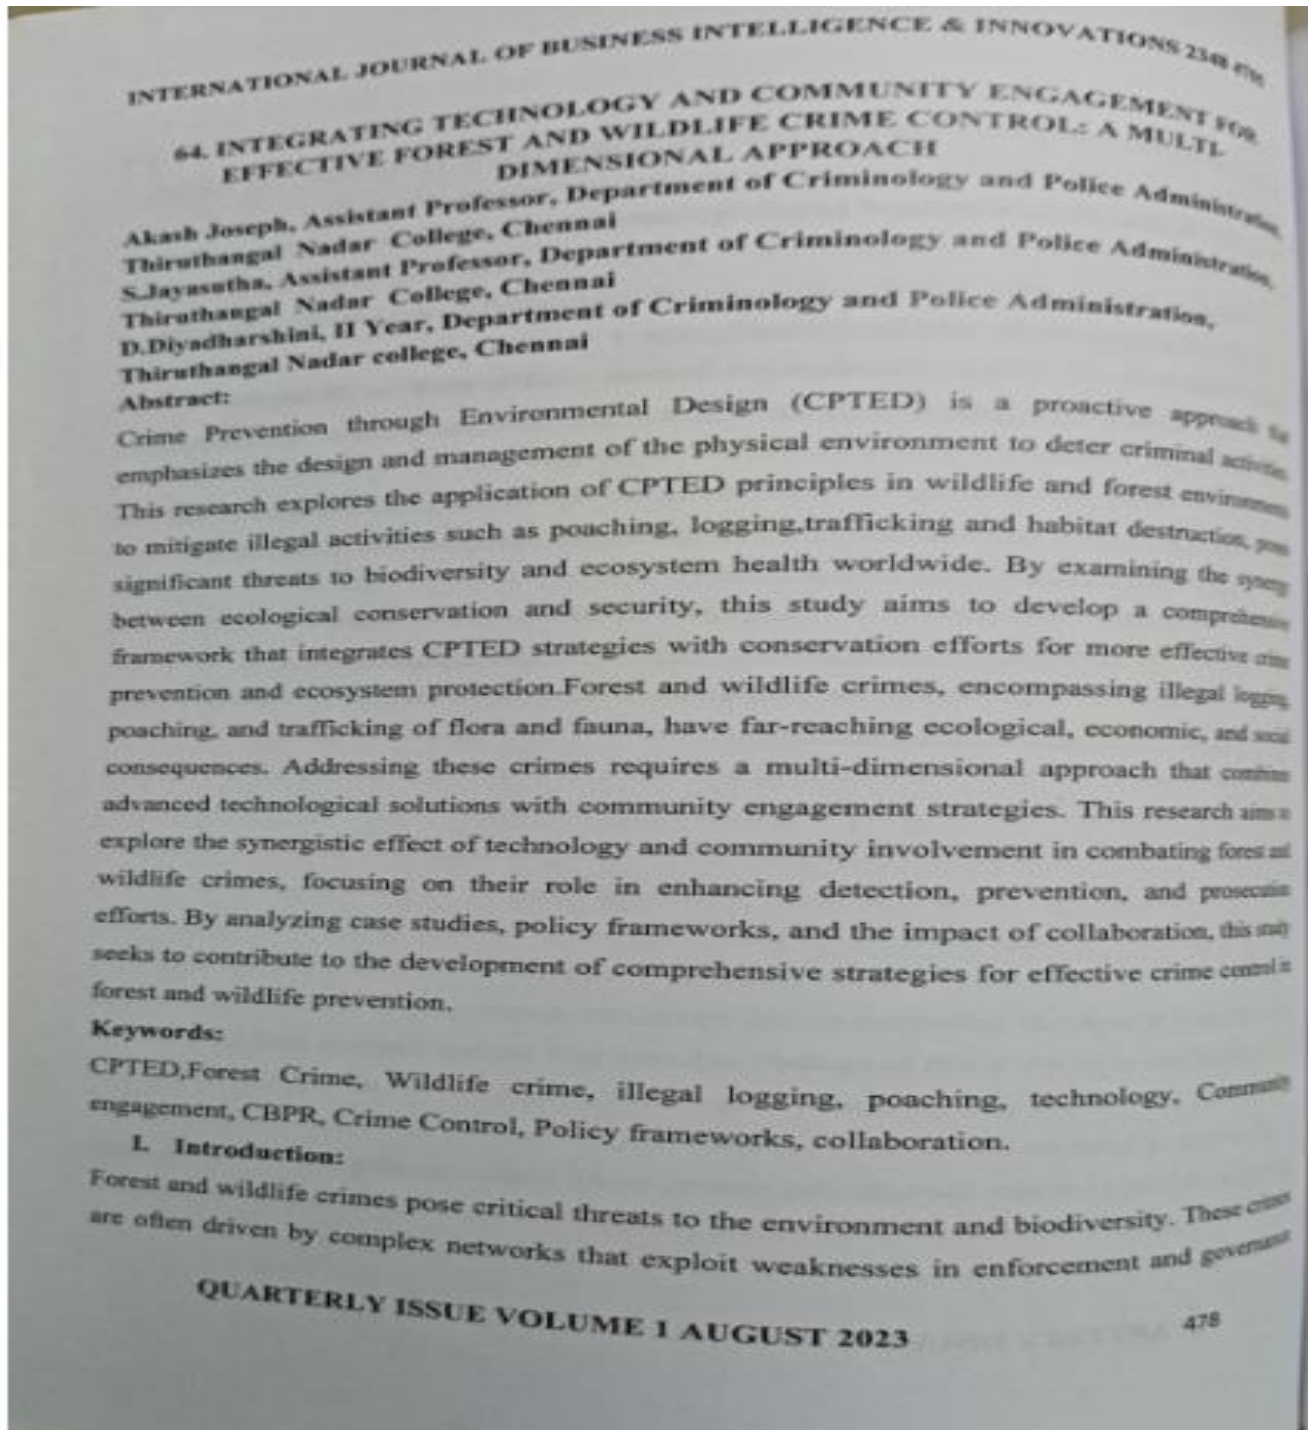 INTERNATIONAL JOURNAL OF BUSINESS INTELLIGENCE & INNOVATIONS 2348
64. INTEGRATING TECHNOLOGY AND COMMUNITY ENGAGEMENT FOR
EFFECTIVE FOREST AND WILDLIFE CRIME CONTROL: A MULTI-
DIMENSIONAL APPROACH
Akash Joseph, Assistant Professor, Department of Criminology and Police Administration,
Thiruthangal Nadar College, Chennai
S.Jayasutha, Assistant Professor, Department of Criminology and Police Administration,
Thiruthangal Nadar College, Chennai
D.Diyadharshini, II Year, Department of Criminology and Police Administration,
Thiruthangal Nadar college, Chennai
Abstract:
Crime Prevention through Environmental Design (CPTED) is a proactive approach
emphasizes the design and management of the physical environment to deter criminal
This research explores the application of CPTED principles in wildlife and forest
to mitigate illegal activities such as poaching, logging,trafficking and habitat destruction,
significant threats to biodiversity and ecosystem health worldwide. By examining the synergy
between ecological conservation and security, this study aims to develop a comprehensive
framework that integrates CPTED strategies with conservation efforts for more effective
prevention and ecosystem protection.Forest and wildlife crimes, encompassing illegal logging,
poaching, and trafficking of flora and fauna, have far-reaching ecological, economic, and social
consequences. Addressing these crimes requires a multi-dimensional approach that
advanced technological solutions with community engagement strategies. This research aims
explore the synergistic effect of technology and community involvement in combating forest and
wildlife crimes, focusing on their role in enhancing detection, prevention, and
efforts. By analyzing case studies, policy frameworks, and the impact of collaboration, this study
seeks to contribute to the development of comprehensive strategies for effective crime control
forest and wildlife prevention.
Keywords:
CPTED,Forest Crime, Wildlife crime, illegal logging, poaching, technology, Community
engagement, CBPR, Crime Control, Policy frameworks, collaboration.
I. Introduction:
Forest and wildlife crimes pose critical threats to the environment and biodiversity. These crimes
are often driven by complex networks that exploit weaknesses in enforcement and
QUARTERLY ISSUE VOLUME 1 AUGUST 2023
478